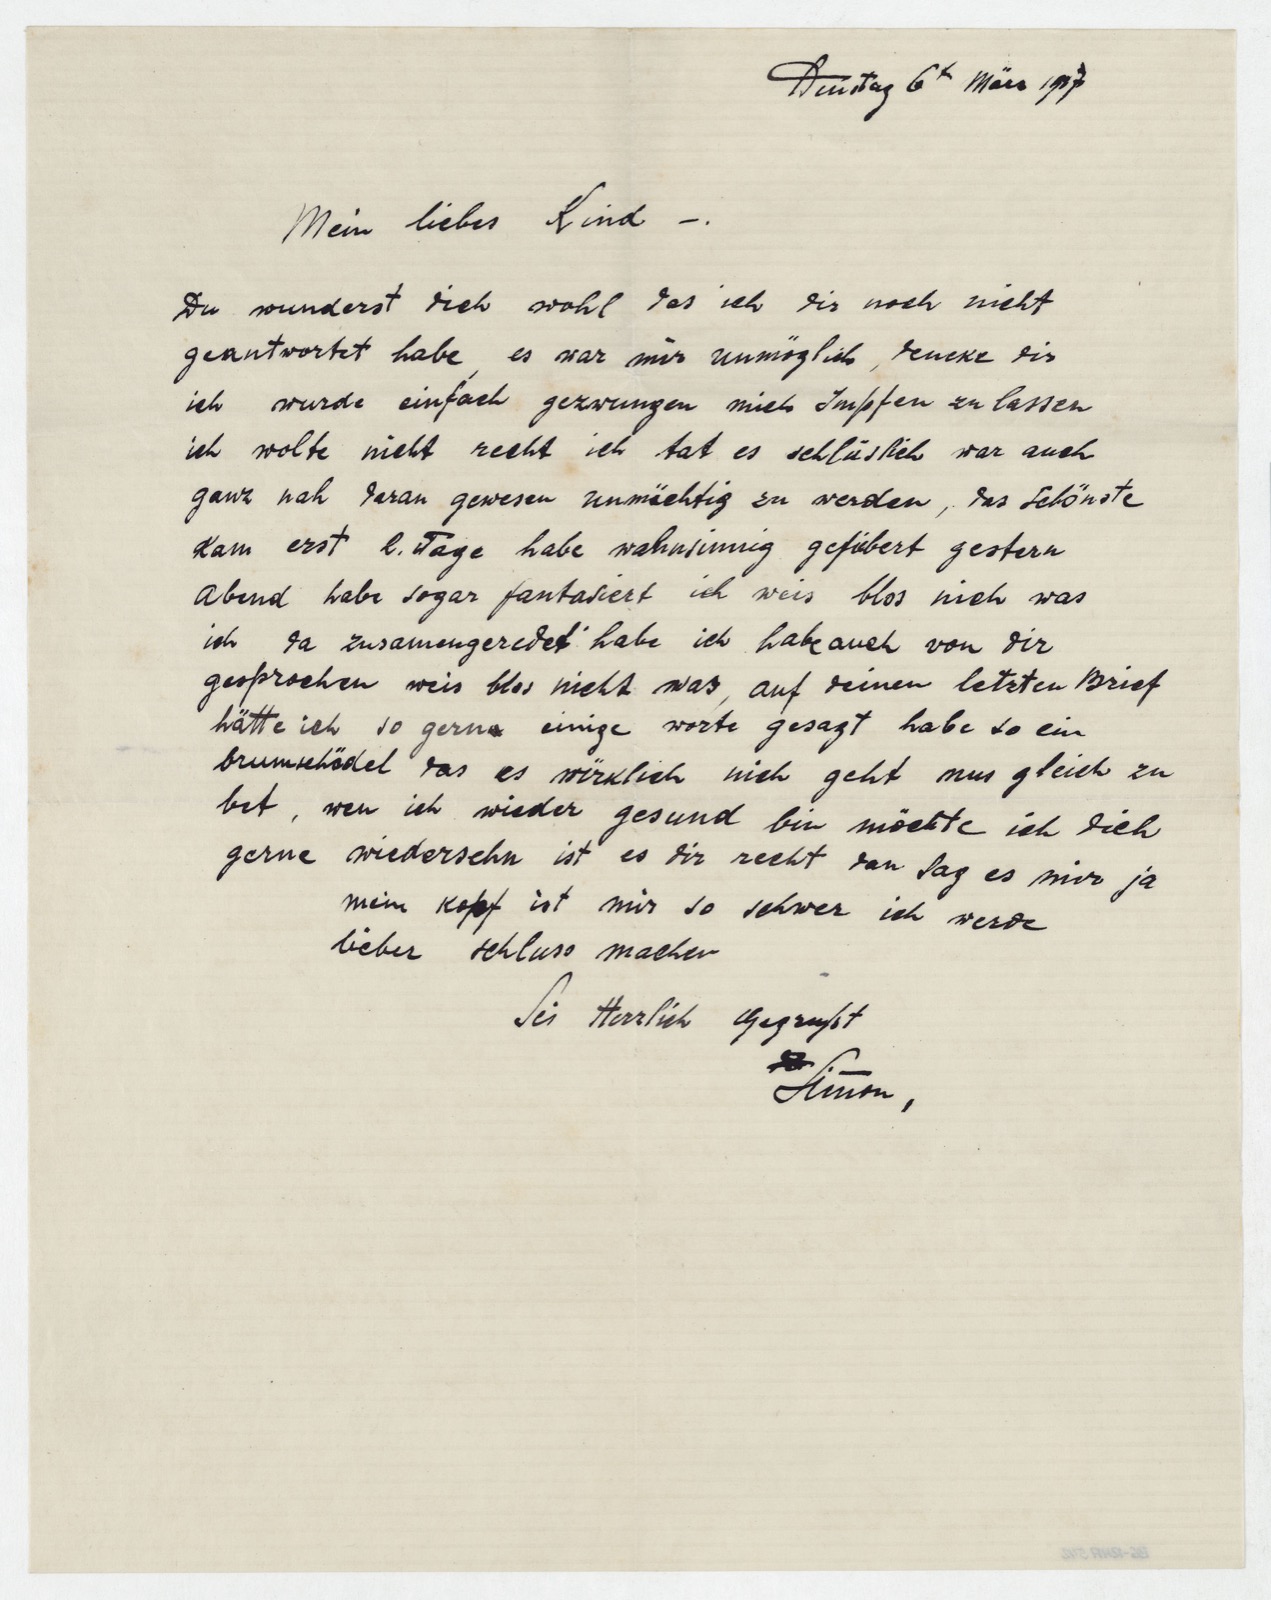 Dienstag 6t März 1917
Mein liebes Kind –.
Du wunderst dich wohl das ich dir noch nicht
geantwortet habe, es war mir unmöglich, dencke dir
ich wurde einfach gezwungen mich Impfen zu lassen
ich wolte nicht recht ich tat es schlüslich war auch
ganz nah daran gewesen unmächtig zu werden, das Schönste
kam erst 2. Tage habe wahnsinnig gefübert gestern
Abend habe sogar fantasiert ich weis blos nich was
ich da zusamengeredet habe ich habe auch von dir
gesprochen weis blos nicht was, auf deinen letzten Brief
hätte ich so gerne einige worte gesagt habe so ein
brumschödel das es würklich nich geht mus gleich zu
bet, wen ich wieder gesund bin möchte ich dich
gerne wiedersehn ist es dir recht dan Sag es mir ja
mein kopf ist mir so schwer ich werde
lieber schluss machen
Sei Herzlich Gegrußt
Simon,